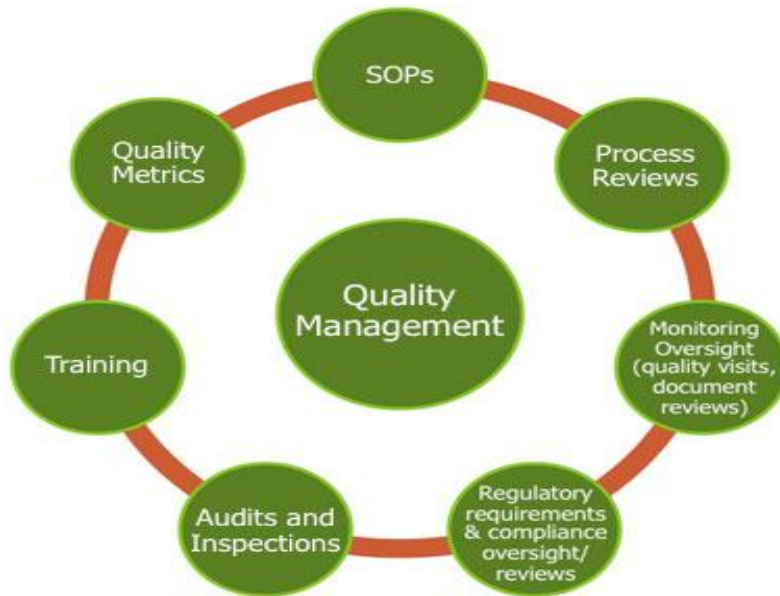 SOPs
Process
Reviews
Monitoring
Oversight
(quality visits,
document
reviews)
Regulatory
requirements
& compliance
oversight/
reviews
Audits and
Inspections
Training
Quality
Metrics
Quality
Management